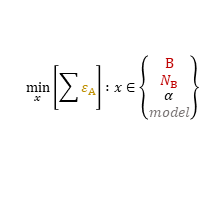 min x [∑ ε_A] : x ∈ { B
N_B
α
model }